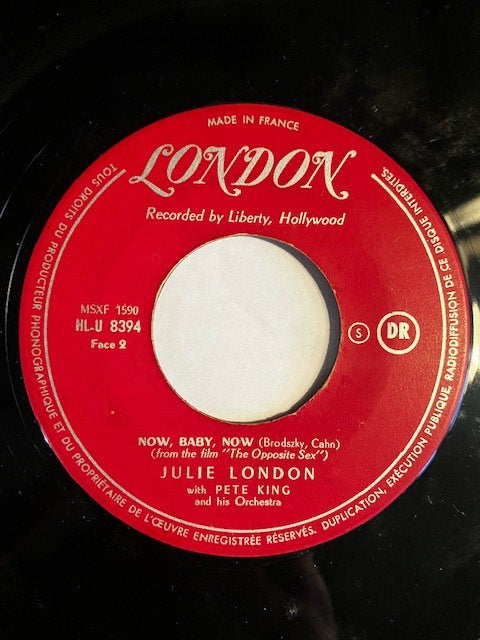 MADE IN FRANCE
LONDON
Recorded by Liberty, Hollywood
TOUS DROITS DU PRODUCTEUR PHONOGRAPHIQUE ET DU PROPRIÉTAIRE DE L'ŒUVRE ENREGISTRÉE RÉSERVÉS. DUPLICATION, EXÉCUTION PUBLIQUE, RADIODIFFUSION DE CE DISQUE INTERDITES.
MSXF 1590
HL-U 8394
Face 2
S DR
NOW, BABY, NOW (Brodszky, Cahn)
(from the film "The Opposite Sex")
JULIE LONDON
with PETE KING
and his Orchestra